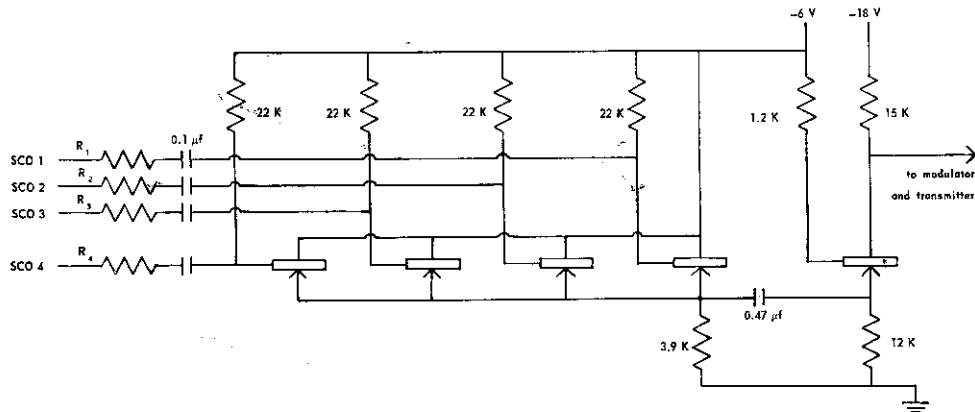 -6 V
-18 V
22 K
22 K
22 K
22 K
1.2 K
15 K
0.1 µf
SCO 1
R1
SCO 2
R2
SCO 3
R3
SCO 4
R4
to modulator
and transmitter
0.47 µf
3.9 K
12 K